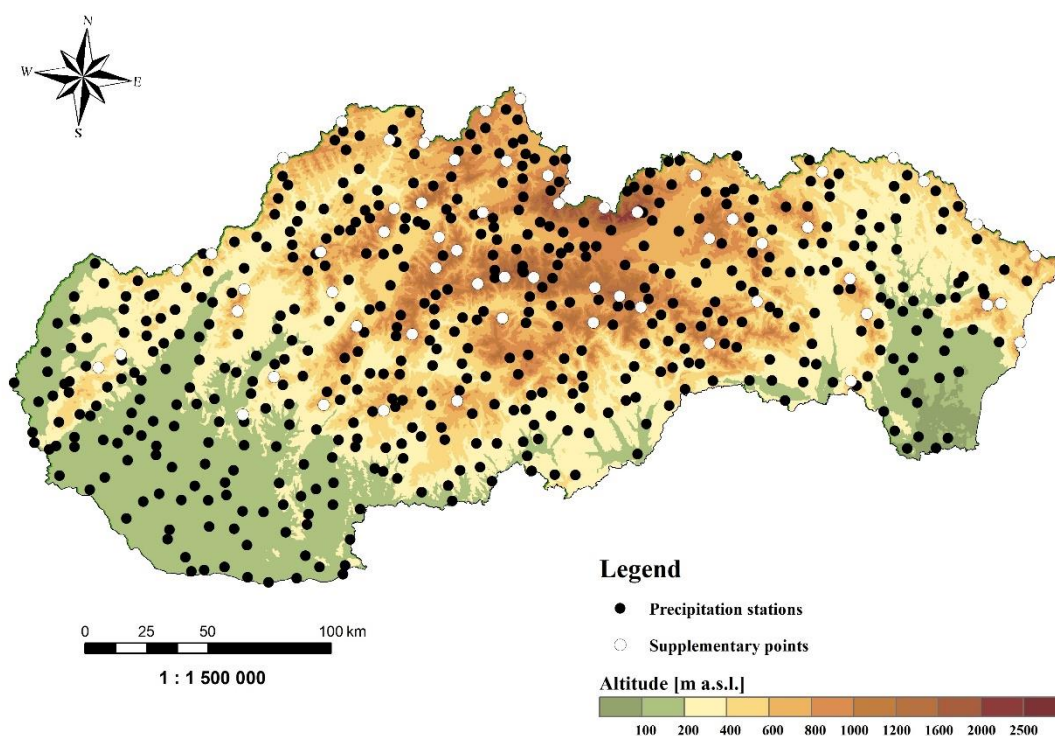 N
W E
S
Legend
Precipitation stations
Supplementary points
0 25 50 100 km
1 : 1 500 000
Altitude [m a.s.l.]
100 200 400 600 800 1000 1200 1600 2000 2500